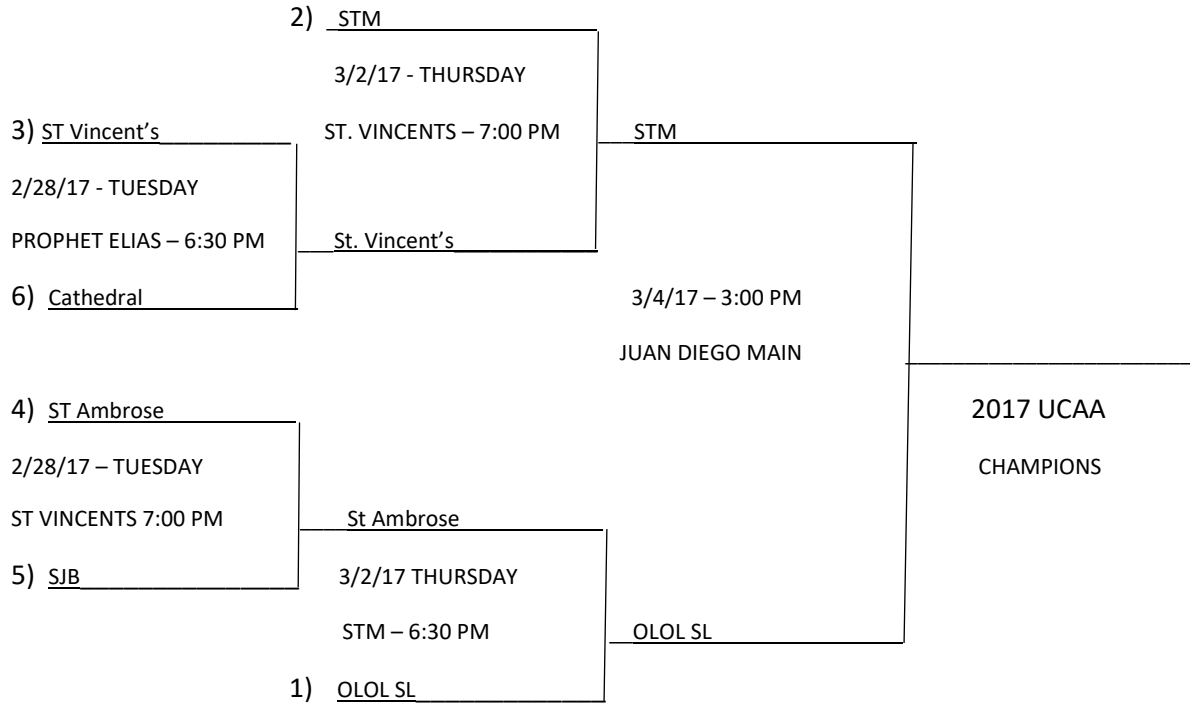 2) STM
3/2/17 - THURSDAY
3) ST Vincent’s
ST. VINCENTS – 7:00 PM
STM
2/28/17 - TUESDAY
PROPHET ELIAS – 6:30 PM
St. Vincent’s
6) Cathedral
3/4/17 – 3:00 PM
JUAN DIEGO MAIN
4) ST Ambrose
2017 UCAA
2/28/17 – TUESDAY
CHAMPIONS
ST VINCENTS 7:00 PM
St Ambrose
5) SJB
3/2/17 THURSDAY
STM – 6:30 PM
OLOL SL
1) OLOL SL